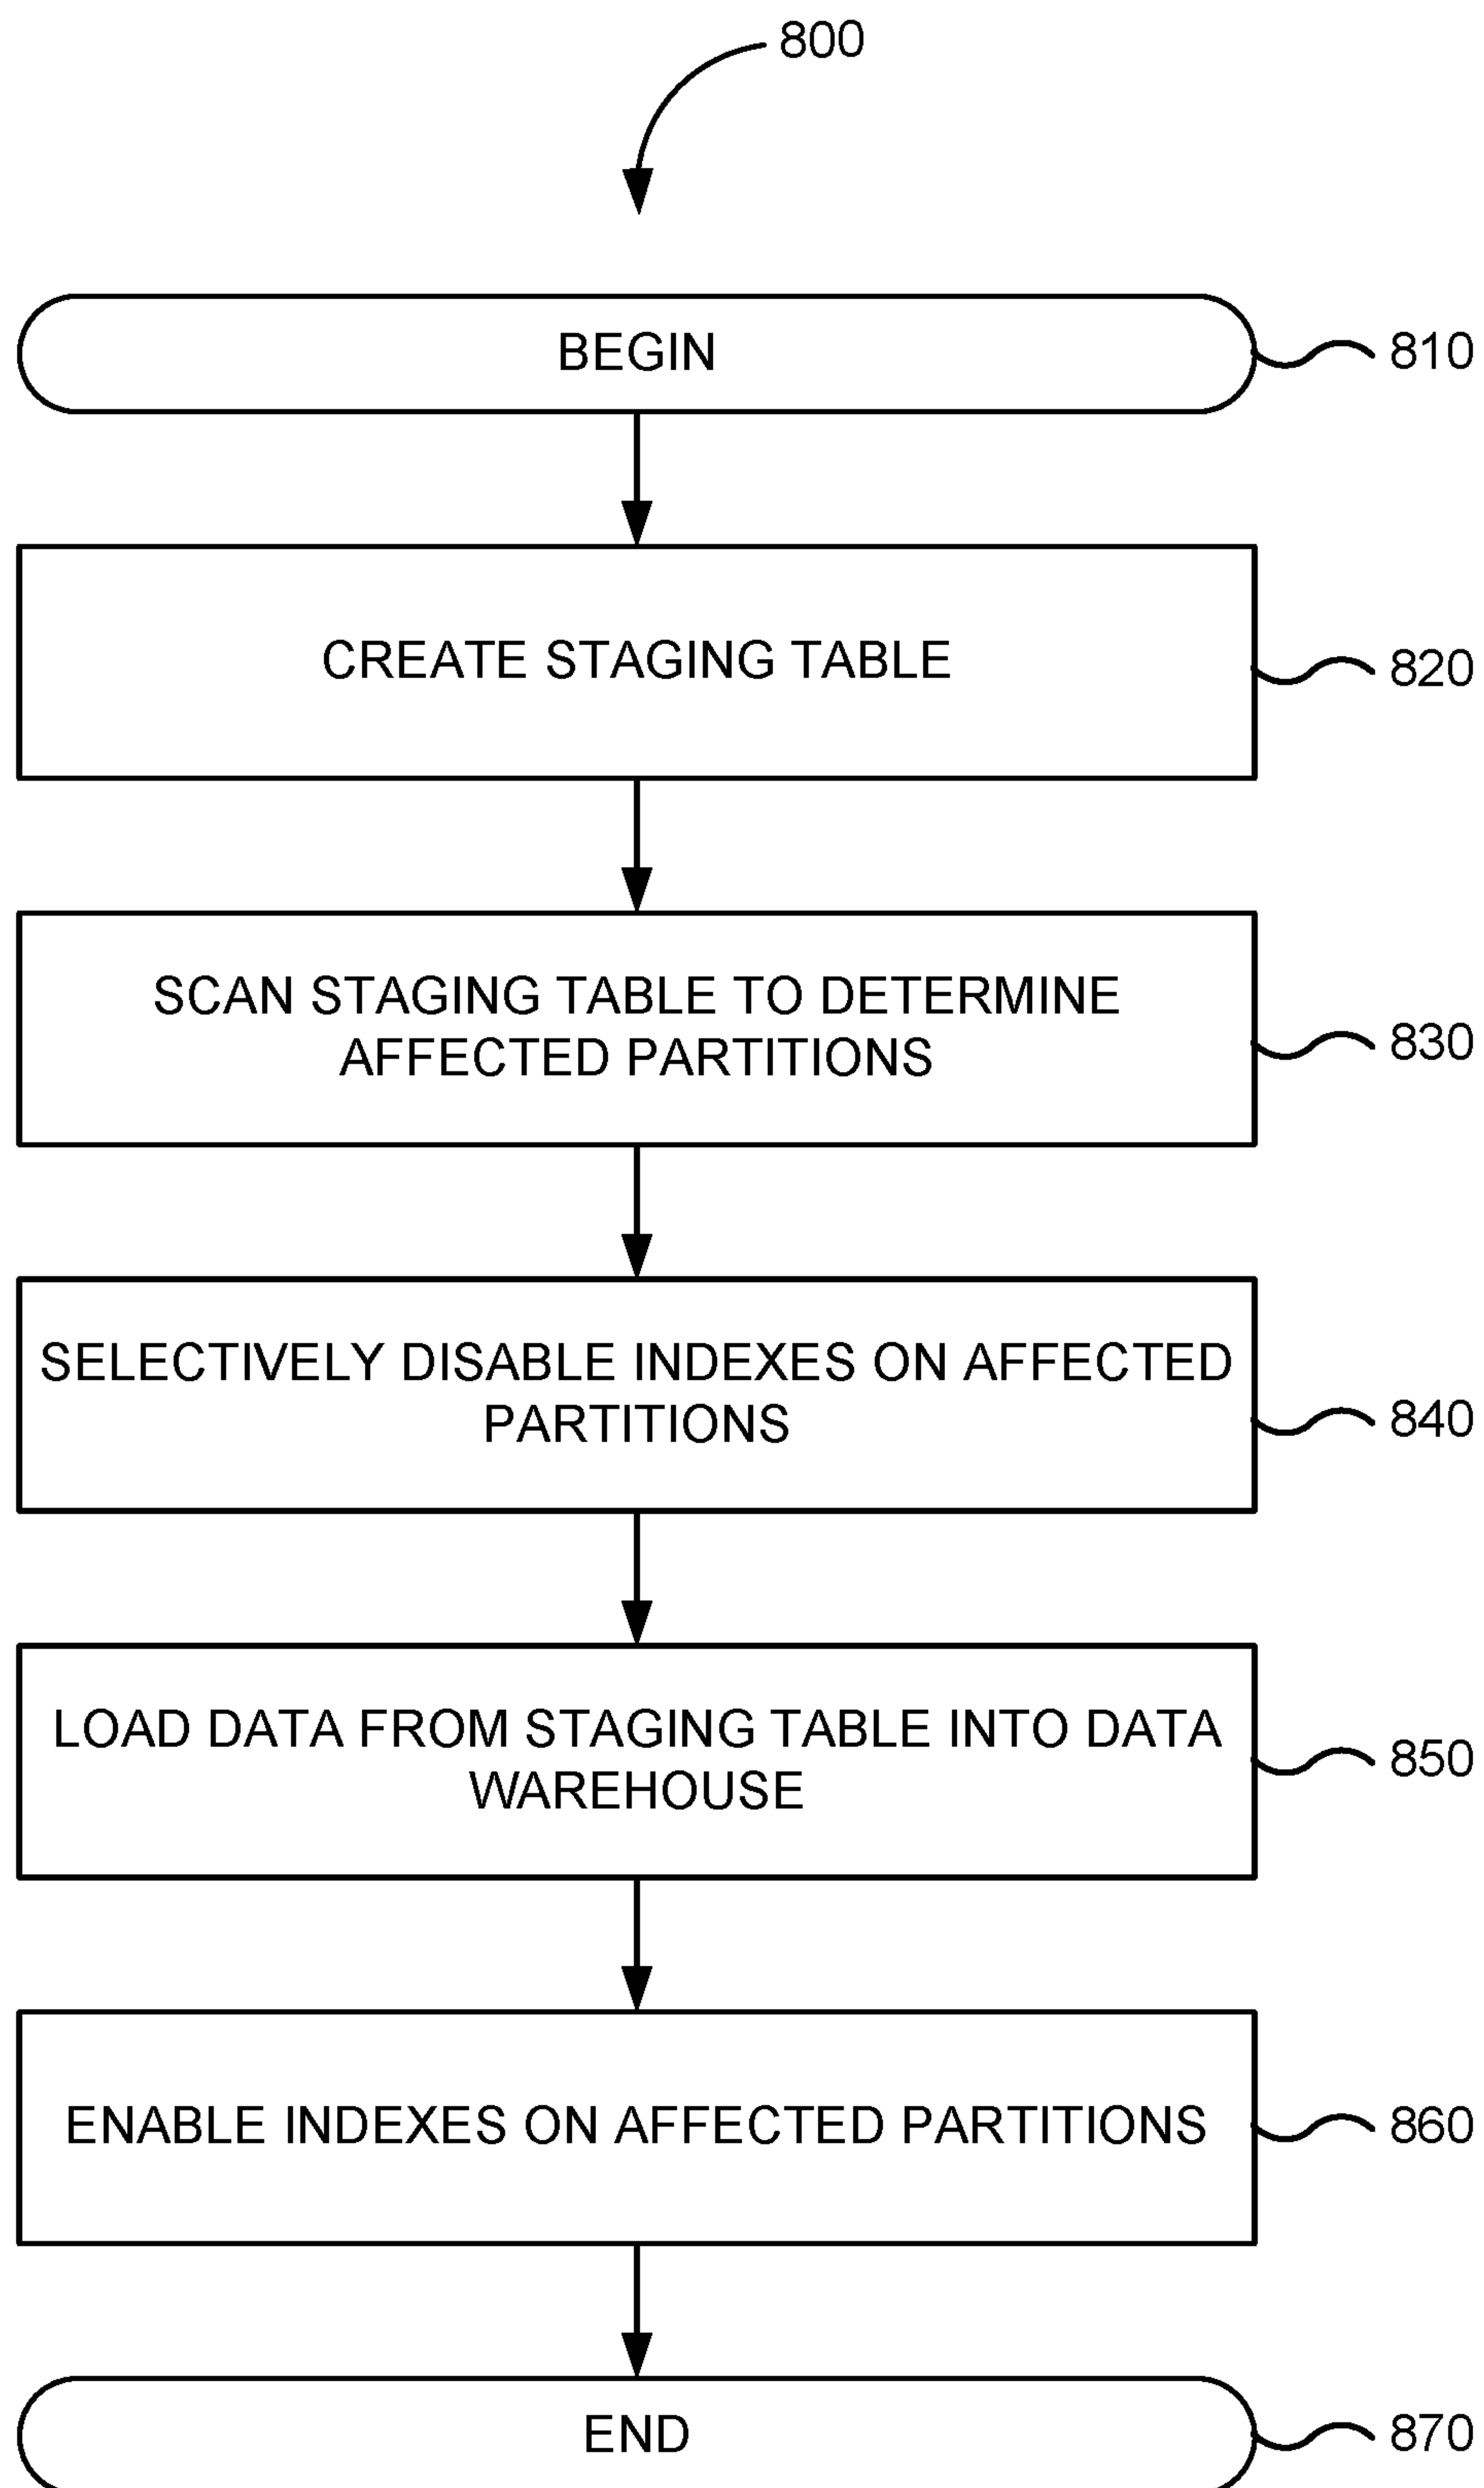 800
BEGIN
810
CREATE STAGING TABLE
820
SCAN STAGING TABLE TO DETERMINE
AFFECTED PARTITIONS
830
SELECTIVELY DISABLE INDEXES ON AFFECTED
PARTITIONS
840
LOAD DATA FROM STAGING TABLE INTO DATA
WAREHOUSE
850
ENABLE INDEXES ON AFFECTED PARTITIONS
860
END
870